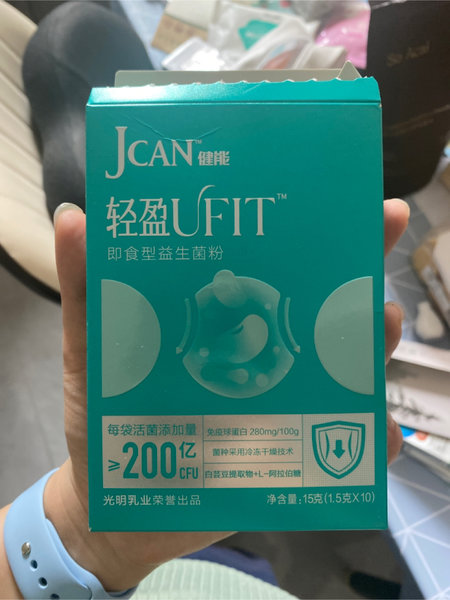 So Acai
JCAN™ 健能
轻盈UFIT™
即食型益生菌粉
每袋活菌添加量
≥200亿CFU
免疫球蛋白 280mg/100g
菌种采用冷冻干燥技术
白芸豆提取物+L-阿拉伯糖
光明乳业荣誉出品
净含量：15克(1.5克X10)